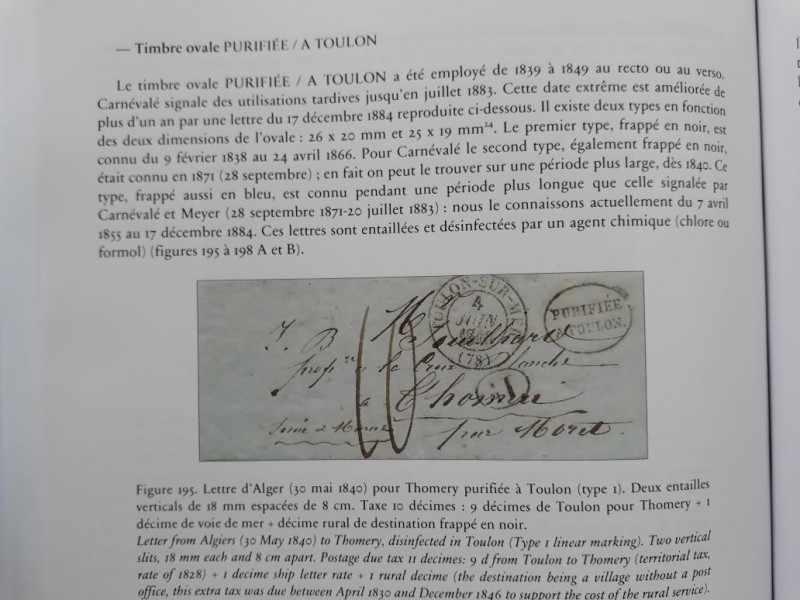 — Timbre ovale PURIFIÉE / A TOULON
Le timbre ovale PURIFIÉE / A TOULON a été employé de 1839 à 1849 au recto ou au verso.
Carnévalé signale des utilisations tardives jusqu'en juillet 1883. Cette date extrême est améliorée de
plus d'un an par une lettre du 17 décembre 1884 reproduite ci-dessous. Il existe deux types en fonction
des deux dimensions de l'ovale : 26 x 20 mm et 25 x 19 mm²⁴. Le premier type, frappé en noir, est
connu du 9 février 1838 au 24 avril 1866. Pour Carnévalé le second type, également frappé en noir,
était connu en 1871 (28 septembre) ; en fait on peut le trouver sur une période plus large, dès 1840. Ce
type, frappé aussi en bleu, est connu pendant une période plus longue que celle signalée par
Carnévalé et Meyer (28 septembre 1871-20 juillet 1883) : nous le connaissons actuellement du 7 avril
1855 au 17 décembre 1884. Ces lettres sont entaillées et désinfectées par un agent chimique (chlore ou
formol) (figures 195 à 198 A et B).
TOULON-SUR-MER
4
JUIN
(78)
PURIFIÉE
A TOULON.
à Thomery
Seine et Marne
par Moret.
Figure 195. Lettre d'Alger (30 mai 1840) pour Thomery purifiée à Toulon (type 1). Deux entailles
verticals de 18 mm espacées de 8 cm. Taxe 10 décimes : 9 décimes de Toulon pour Thomery + 1
décime de voie de mer + décime rural de destination frappé en noir.
Letter from Algiers (30 May 1840) to Thomery, disinfected in Toulon (Type 1 linear marking). Two vertical
slits, 18 mm each and 8 cm apart. Postage due tax 11 decimes: 9 d from Toulon to Thomery (territorial tax,
rate of 1828) + 1 decime ship letter rate + 1 rural decime (the destination being a village without a post
office, this extra tax was due between April 1830 and December 1846 to support the cost of the rural service).